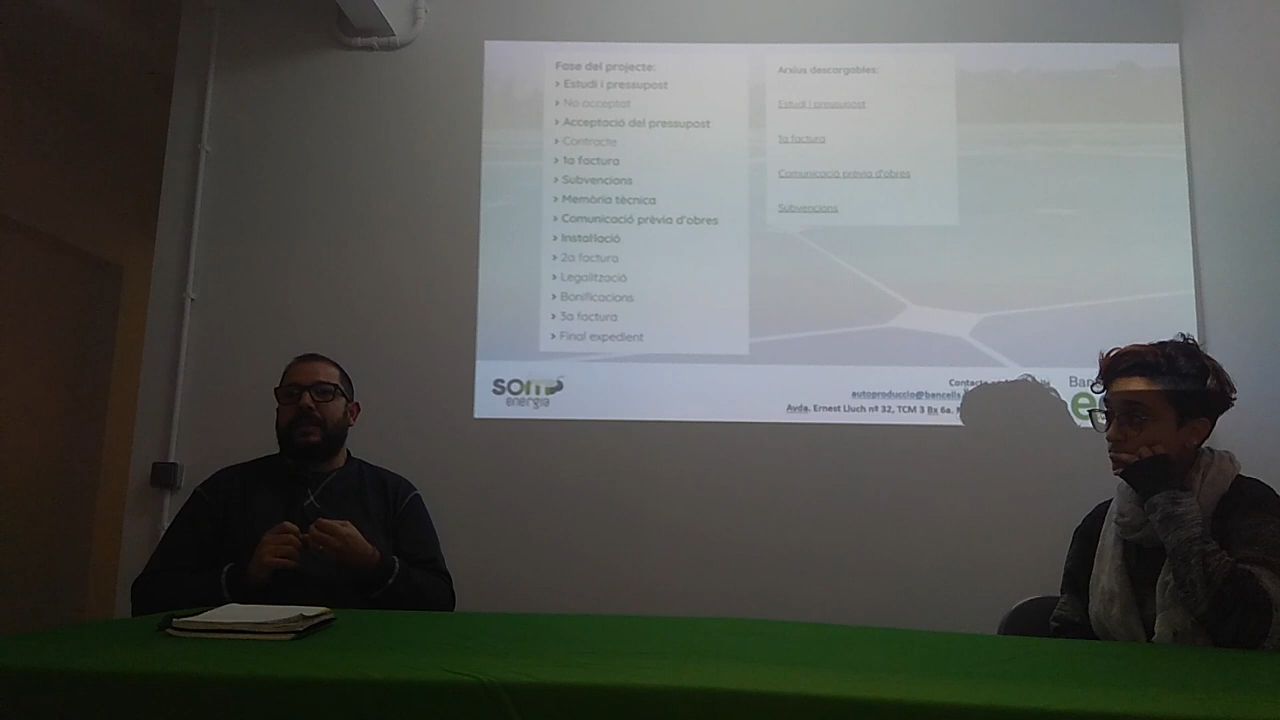 Fase del projecte:
› Estudi i pressupost
› No acceptat
› Acceptació del pressupost
› Contracte
› 1a factura
› Subvencions
› Memòria tècnica
› Comunicació prèvia d'obres
› Instal·lació
› 2a factura
› Legalització
› Bonificacions
› 3a factura
› Final expedient
Arxius descargables:
Estudi i pressupost
1a factura
Comunicació prèvia d'obres
Subvencions
som
energia
autoproduccio@bancells
Avda. Ernest Lluch nº 32, TCM 3 Bx 6a.